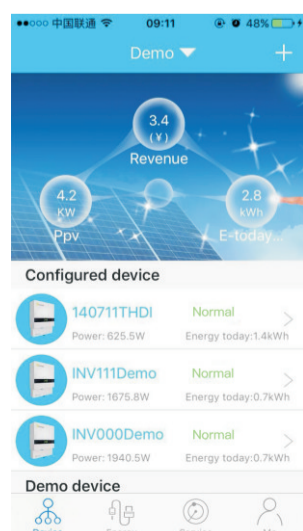 中国联通 09:11 48%
Demo
3.4
(¥)
Revenue
4.2
KW
Ppv
2.8
kWh
E-today...
Configured device
140711THDI Normal
Power: 625.5W Energy today:1.4kWh
INV111Demo Normal
Power: 1675.8W Energy today:0.7kWh
INV000Demo Normal
Power: 1940.5W Energy today:0.7kWh
Demo device